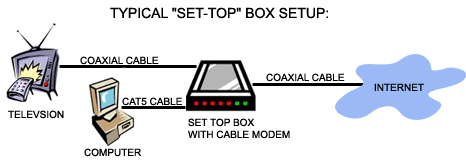 TYPICAL "SET-TOP" BOX SETUP:
COAXIAL CABLE
COAXIAL CABLE
INTERNET
CAT5 CABLE
TELEVSION
SET TOP BOX
WITH CABLE MODEM
COMPUTER